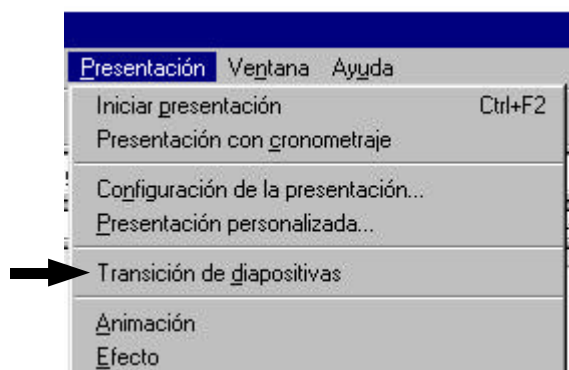 Presentación Ventana Ayuda
Iniciar presentación Ctrl+F2
Presentación con cronometraje
Configuración de la presentación...
Presentación personalizada...
Transición de diapositivas
Animación
Efecto